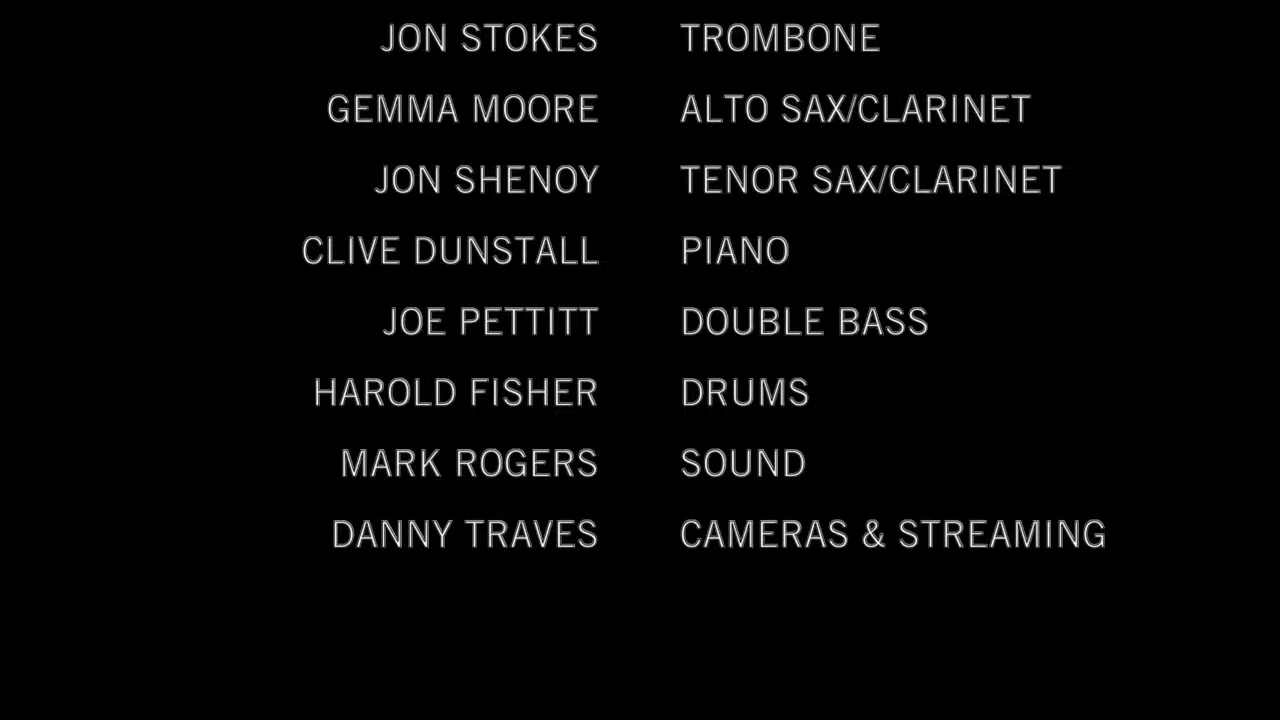 JON STOKES TROMBONE
GEMMA MOORE ALTO SAX/CLARINET
JON SHENOY TENOR SAX/CLARINET
CLIVE DUNSTALL PIANO
JOE PETTITT DOUBLE BASS
HAROLD FISHER DRUMS
MARK ROGERS SOUND
DANNY TRAVES CAMERAS & STREAMING